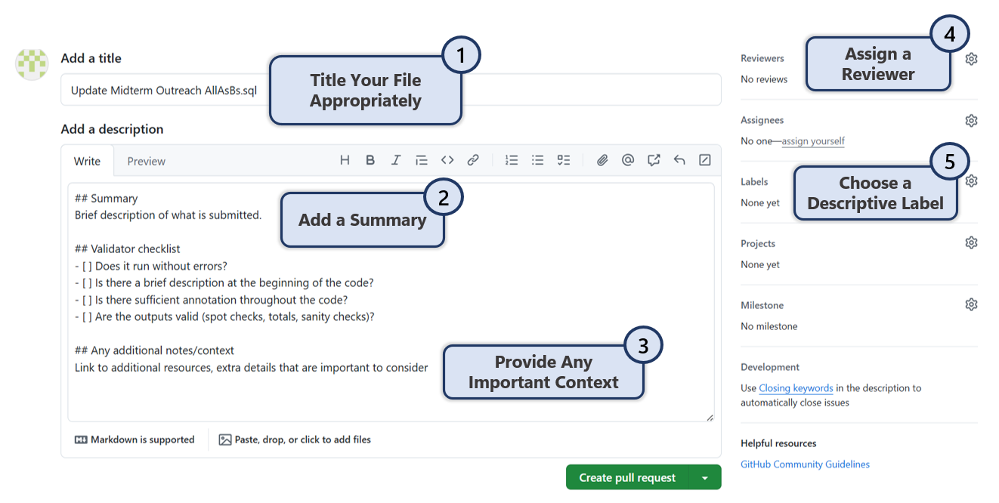 Add a title
1
Title Your File
Appropriately
Update Midterm Outreach AllAsBs.sql
Add a description
Write
Preview
## Summary
Brief description of what is submitted.
2
Add a Summary
## Validator checklist
- [ ] Does it run without errors?
- [ ] Is there a brief description at the beginning of the code?
- [ ] Is there sufficient annotation throughout the code?
- [ ] Are the outputs valid (spot checks, totals, sanity checks)?
## Any additional notes/context
Link to additional resources, extra details that are important to consider
3
Provide Any
Important Context
Markdown is supported
Paste, drop, or click to add files
Create pull request
Reviewers
No reviews
4
Assign a
Reviewer
Assignees
No one—assign yourself
Labels
None yet
5
Choose a
Descriptive Label
Projects
None yet
Milestone
No milestone
Development
Use Closing keywords in the description to
automatically close issues
Helpful resources
GitHub Community Guidelines